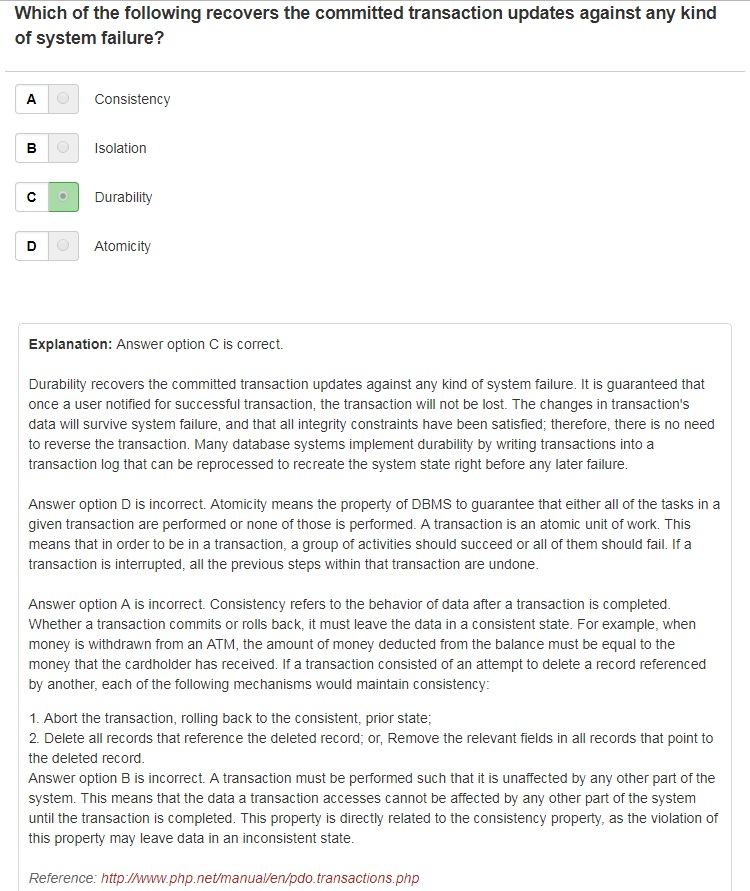 Which of the following recovers the committed transaction updates against any kind
of system failure?
A Consistency
B Isolation
C Durability
D Atomicity
Explanation: Answer option C is correct.
Durability recovers the committed transaction updates against any kind of system failure. It is guaranteed that
once a user notified for successful transaction, the transaction will not be lost. The changes in transaction's
data will survive system failure, and that all integrity constraints have been satisfied; therefore, there is no need
to reverse the transaction. Many database systems implement durability by writing transactions into a
transaction log that can be reprocessed to recreate the system state right before any later failure.
Answer option D is incorrect. Atomicity means the property of DBMS to guarantee that either all of the tasks in a
given transaction are performed or none of those is performed. A transaction is an atomic unit of work. This
means that in order to be in a transaction, a group of activities should succeed or all of them should fail. If a
transaction is interrupted, all the previous steps within that transaction are undone.
Answer option A is incorrect. Consistency refers to the behavior of data after a transaction is completed.
Whether a transaction commits or rolls back, it must leave the data in a consistent state. For example, when
money is withdrawn from an ATM, the amount of money deducted from the balance must be equal to the
money that the cardholder has received. If a transaction consisted of an attempt to delete a record referenced
by another, each of the following mechanisms would maintain consistency:
1. Abort the transaction, rolling back to the consistent, prior state;
2. Delete all records that reference the deleted record; or, Remove the relevant fields in all records that point to
the deleted record.
Answer option B is incorrect. A transaction must be performed such that it is unaffected by any other part of the
system. This means that the data a transaction accesses cannot be affected by any other part of the system
until the transaction is completed. This property is directly related to the consistency property, as the violation of
this property may leave data in an inconsistent state.
Reference: http://www.php.net/manual/en/pdo.transactions.php